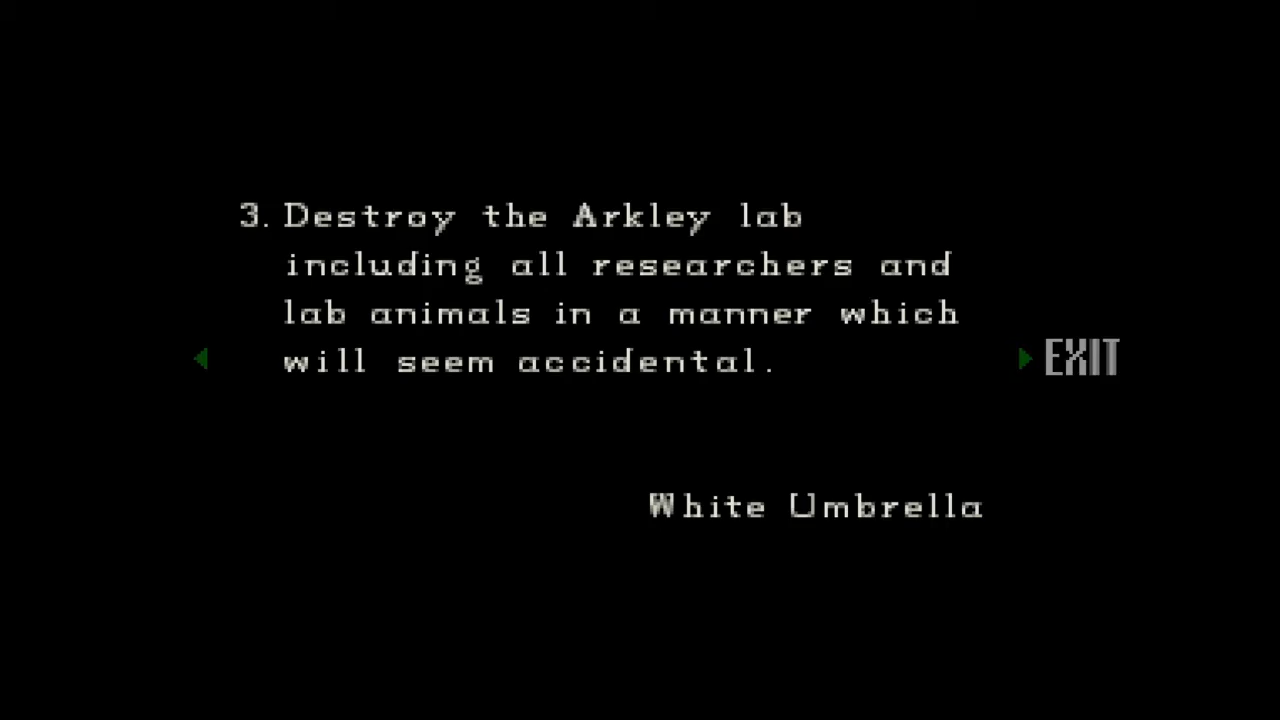 3. Destroy the Arkley lab
including all researchers and
lab animals in a manner which
will seem accidental.
EXIT
White Umbrella